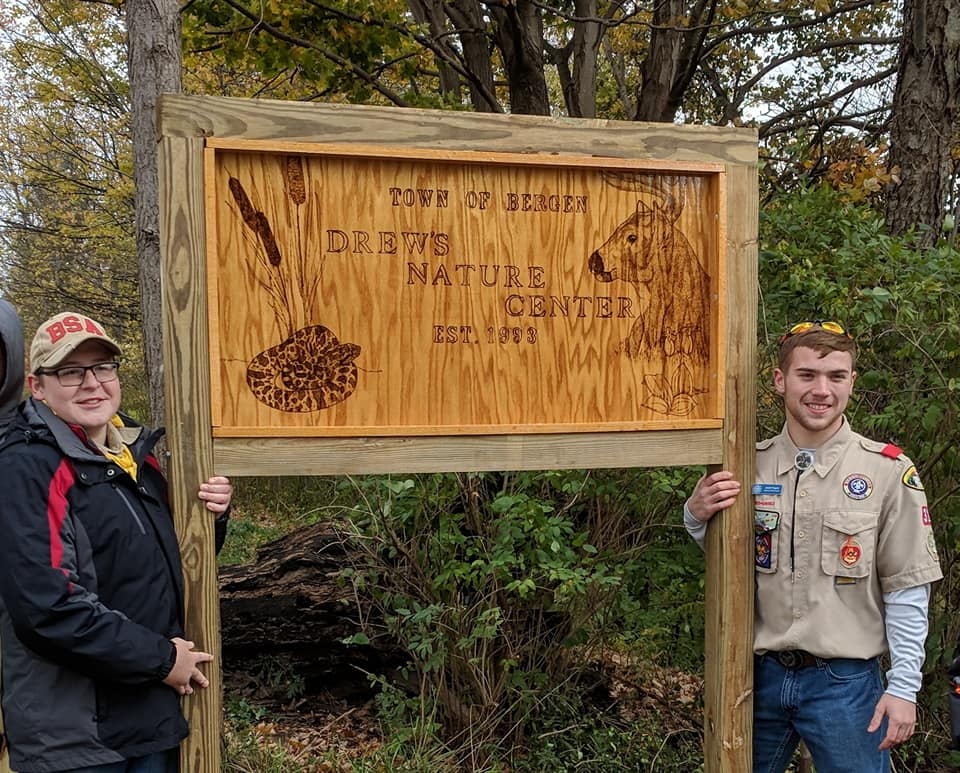 TOWN OF BERGEN
DREW'S
NATURE
CENTER
EST. 1993
BSA